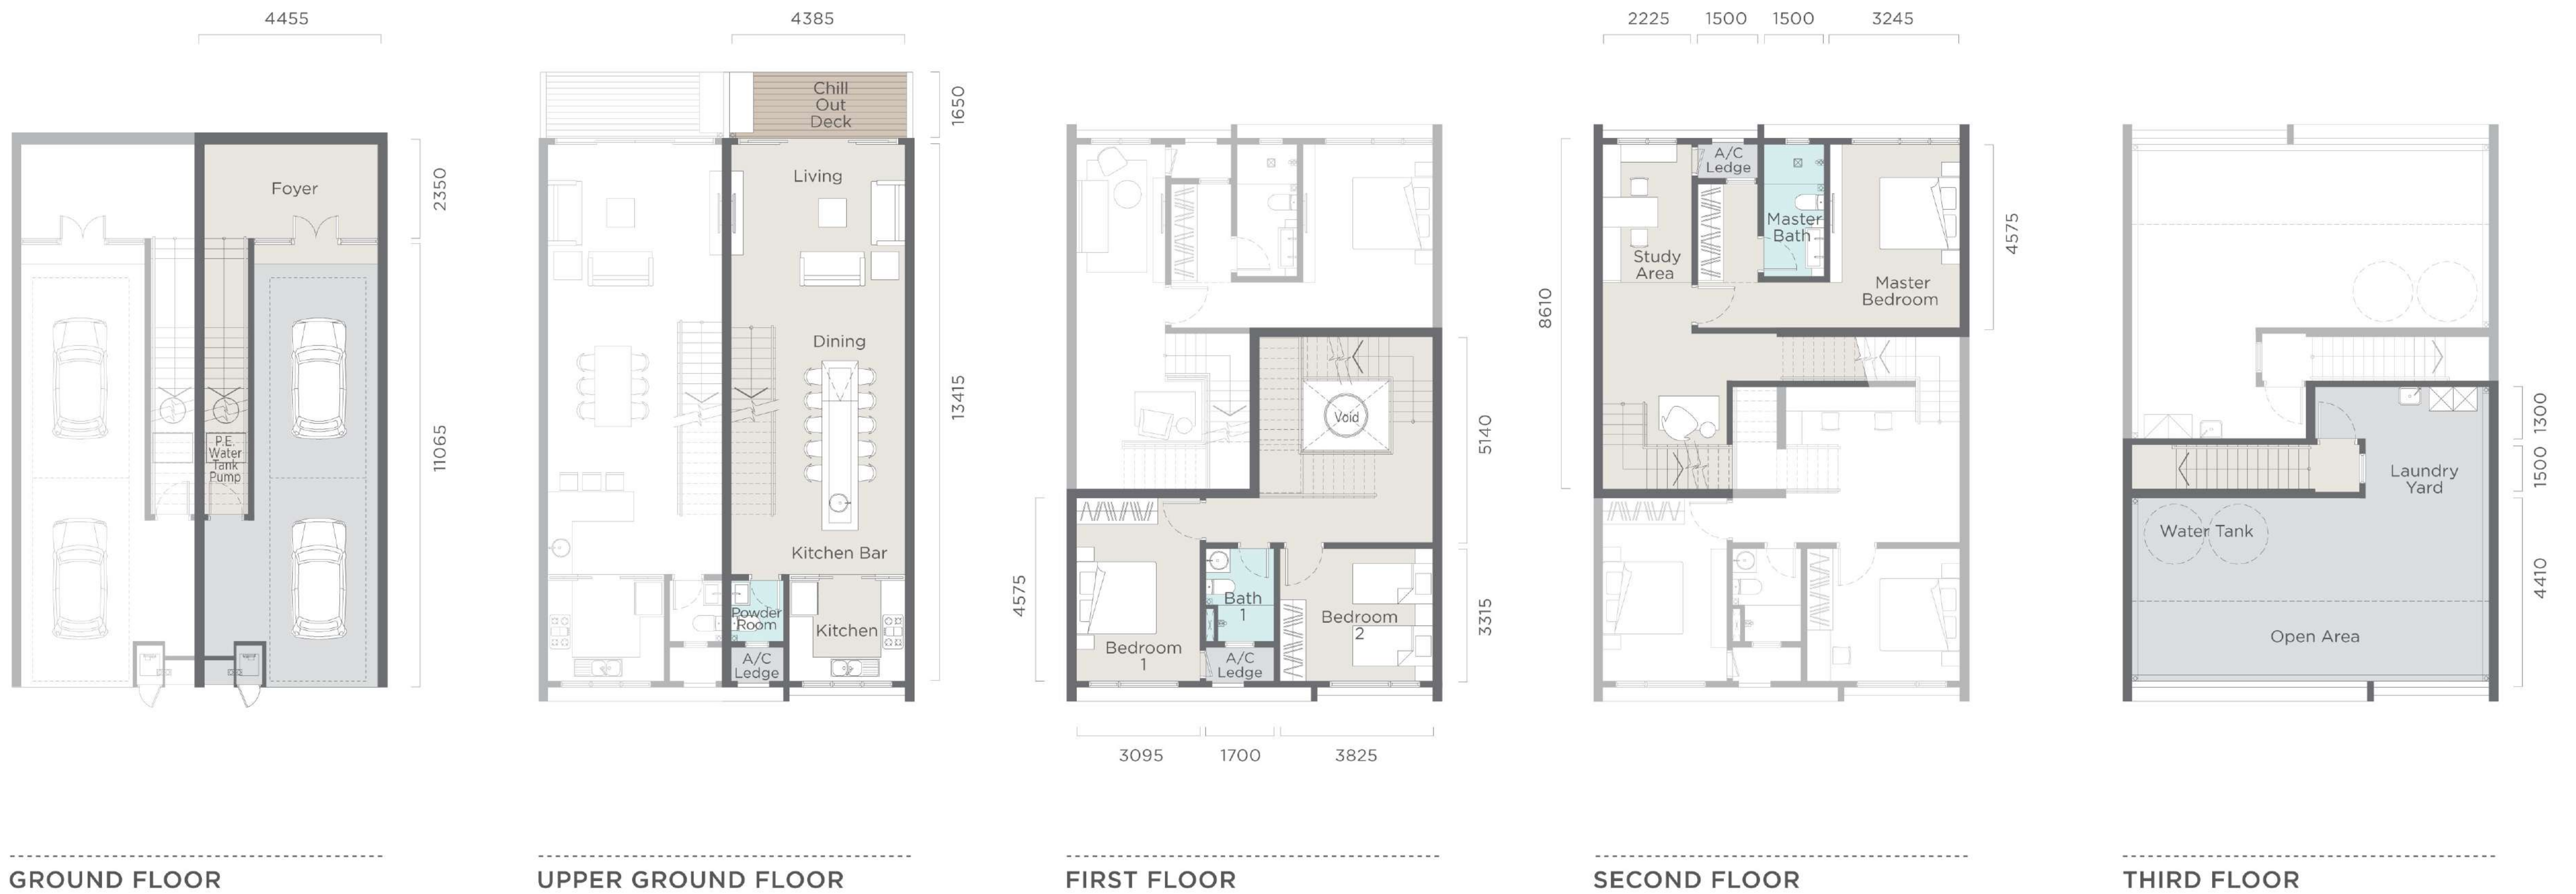 4455
Foyer
2350
P.E.
Water
Tank
Pump
11065
GROUND FLOOR
4385
Chill
Out
Deck
1650
Living
Dining
13415
Kitchen Bar
Powder
Room
Kitchen
A/C
Ledge
UPPER GROUND FLOOR
Void
5140
4575
Bath
1
Bedroom
2
3315
Bedroom
1
A/C
Ledge
3095
1700
3825
FIRST FLOOR
2225
1500
1500
3245
A/C
Ledge
Master
Bath
4575
Study
Area
Master
Bedroom
8610
SECOND FLOOR
1300
Laundry
Yard
1500
Water Tank
4410
Open Area
THIRD FLOOR